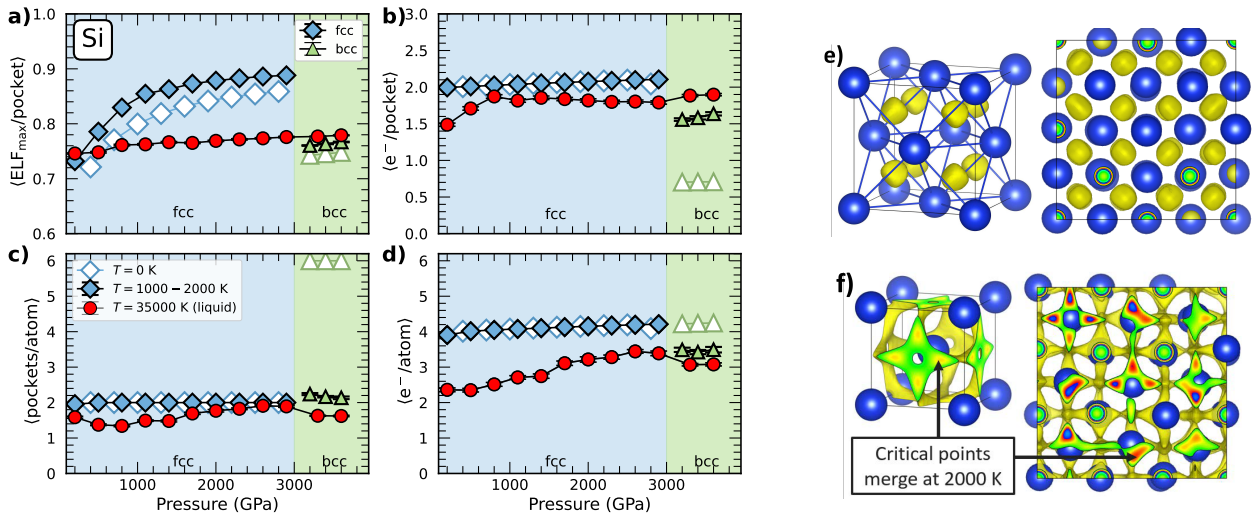 a)
Si
⟨ELFmax/pocket⟩
1.0
0.9
0.8
0.7
0.6
fcc
bcc
fcc
bcc
b)
⟨e⁻/pocket⟩
3.0
2.5
2.0
1.5
1.0
0.5
0.0
fcc
bcc
c)
⟨pockets/atom⟩
6
5
4
3
2
1
0
T = 0 K
T = 1000 − 2000 K
T = 35000 K (liquid)
fcc
bcc
1000
2000
3000
Pressure (GPa)
d)
⟨e⁻/atom⟩
6
5
4
3
2
1
0
fcc
bcc
1000
2000
3000
Pressure (GPa)
e)
f)
Critical points
merge at 2000 K